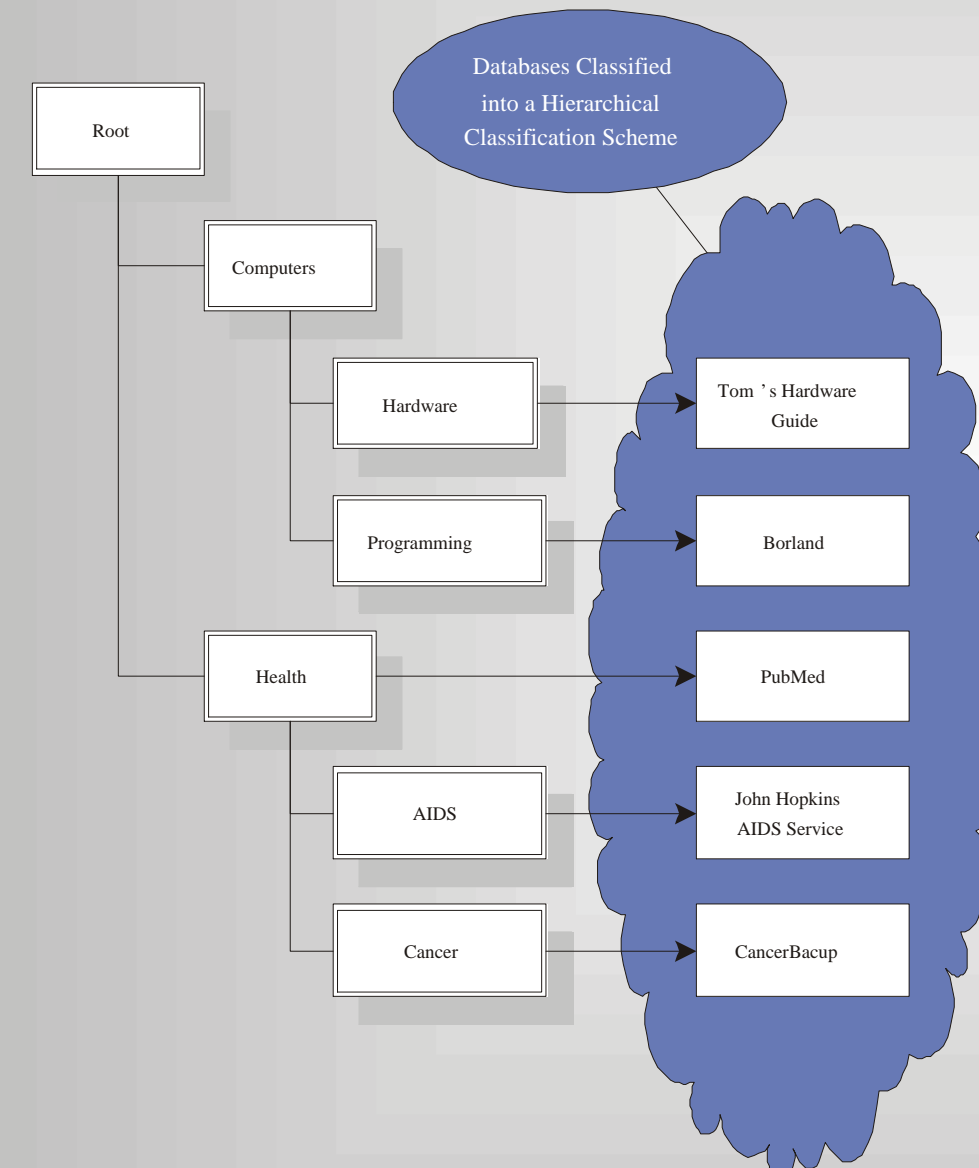 Databases Classified
into a Hierarchical
Classification Scheme
Root
Computers
Hardware
Tom ’s Hardware
Guide
Programming
Borland
Health
PubMed
AIDS
John Hopkins
AIDS Service
Cancer
CancerBacup